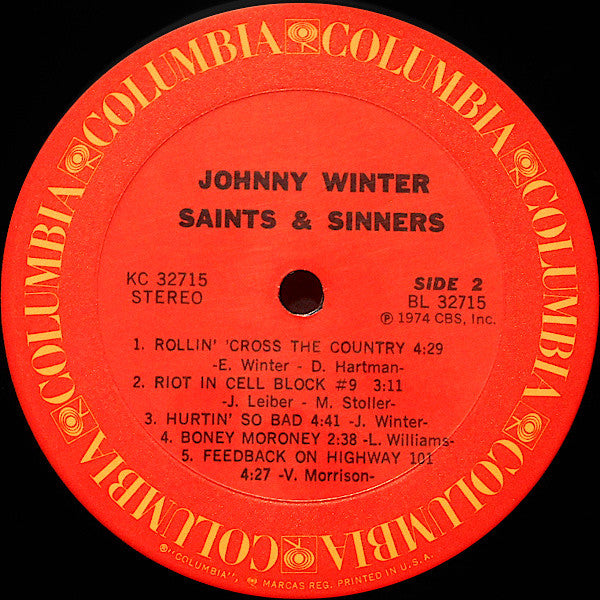 COLUMBIA COLUMBIA COLUMBIA COLUMBIA COLUMBIA COLUMBIA
JOHNNY WINTER
SAINTS & SINNERS
KC 32715 SIDE 2
STEREO BL 32715
Ⓟ 1974 CBS, Inc.
1. ROLLIN' 'CROSS THE COUNTRY 4:29
-E. Winter - D. Hartman-
2. RIOT IN CELL BLOCK #9 3:11
-J. Leiber - M. Stoller-
3. HURTIN' SO BAD 4:41 -J. Winter-
4. BONEY MORONEY 2:38 -L. Williams-
5. FEEDBACK ON HIGHWAY 101
4:27 -V. Morrison-
®"COLUMBIA", MARCAS REG. PRINTED IN U.S.A.